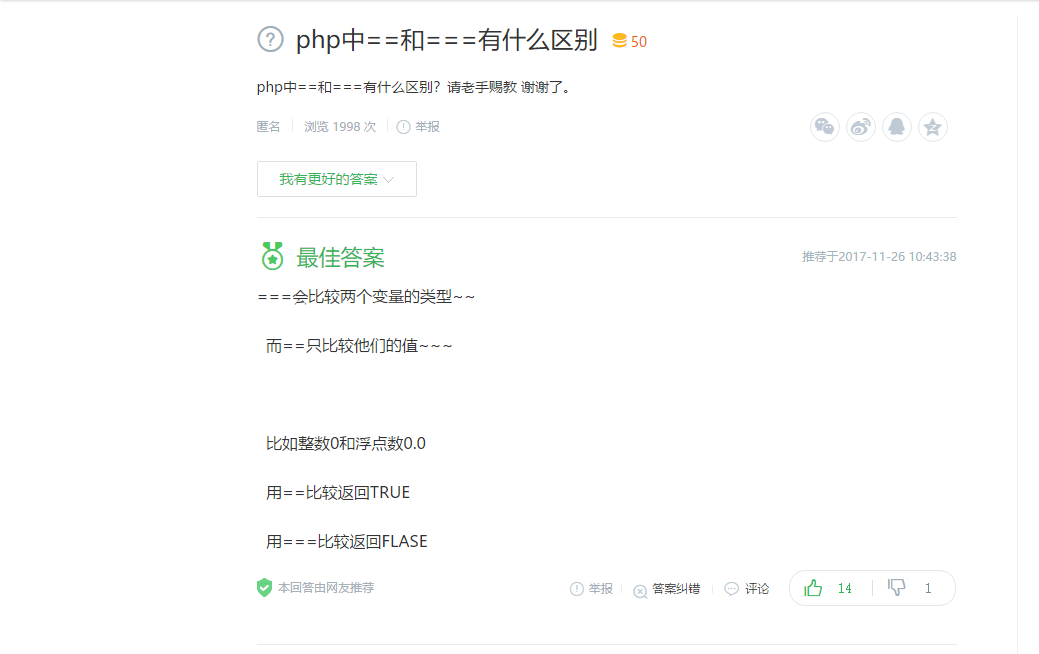 php中==和===有什么区别 50
php中==和===有什么区别？请老手赐教 谢谢了。
匿名 浏览 1998 次 举报
我有更好的答案
最佳答案 推荐于2017-11-26 10:43:38
===会比较两个变量的类型~~
而==只比较他们的值~~~
比如整数0和浮点数0.0
用==比较返回TRUE
用===比较返回FLASE
本回答由网友推荐 举报 答案纠错 评论 14 1